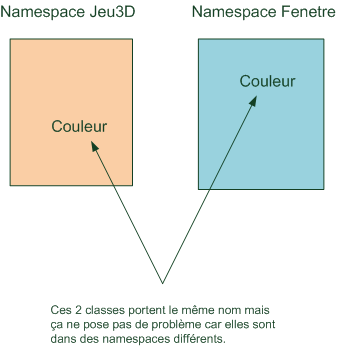 Namespace Jeu3D
Namespace Fenetre
Couleur
Couleur
Ces 2 classes portent le même nom mais
ça ne pose pas de problème car elles sont
dans des namespaces différents.